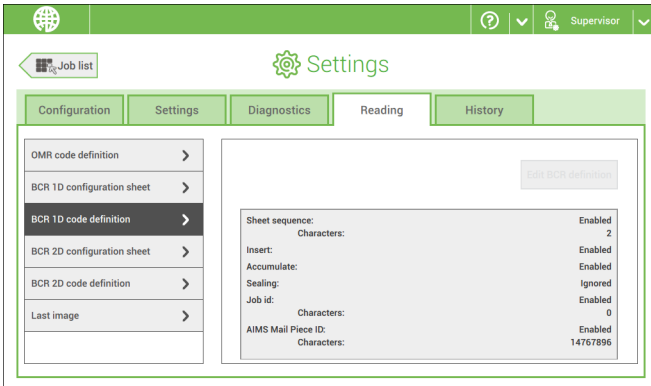 Supervisor
Job list
Settings
Configuration
Settings
Diagnostics
Reading
History
OMR code definition
BCR 1D configuration sheet
BCR 1D code definition
BCR 2D configuration sheet
BCR 2D code definition
Last image
Edit BCR definition
Sheet sequence: Enabled
Characters: 2
Insert: Enabled
Accumulate: Enabled
Sealing: Ignored
Job id: Enabled
Characters: 0
AIMS Mail Piece ID: Enabled
Characters: 14767896